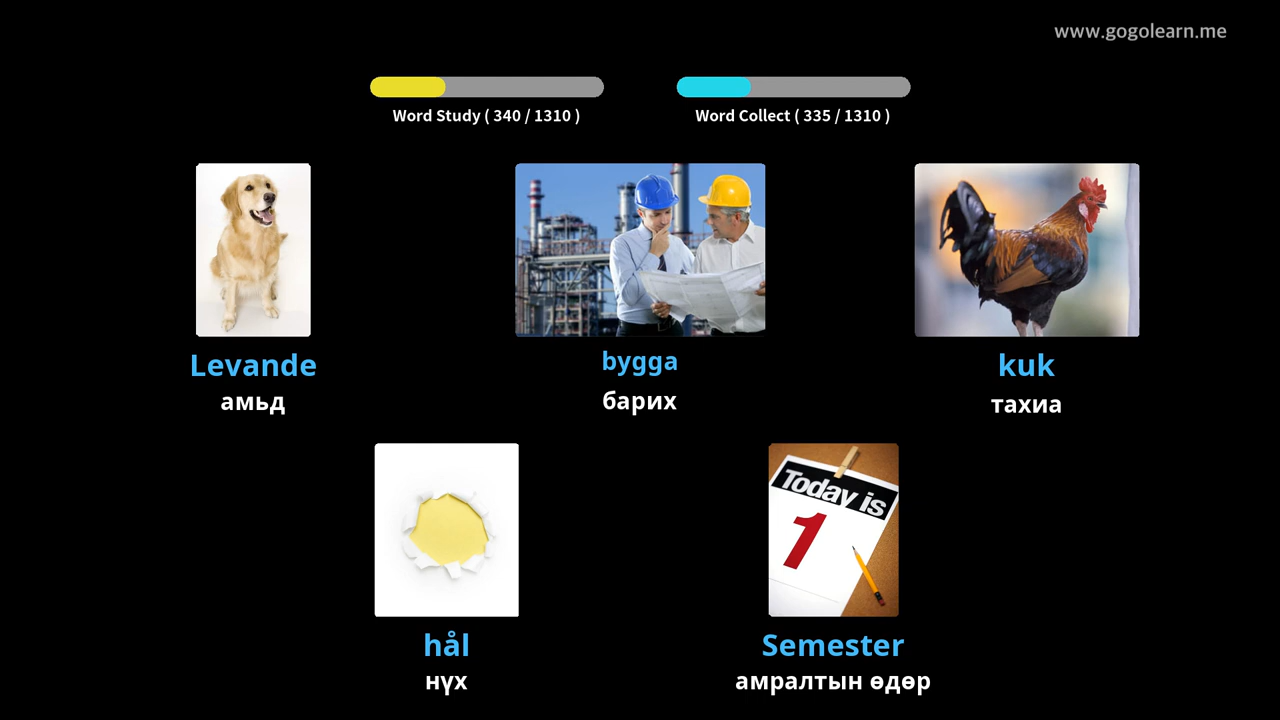 www.gogolearn.me
Word Study ( 340 / 1310 )
Word Collect ( 335 / 1310 )
Levande
амьд
bygga
барих
kuk
тахиа
hål
нүх
Today is
1
Semester
амралтын өдөр